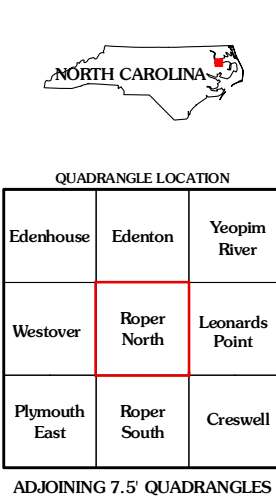 NORTH CAROLINA
QUADRANGLE LOCATION
Edenhouse
Edenton
Yeopim
River
Westover
Roper
North
Leonards
Point
Plymouth
East
Roper
South
Creswell
ADJOINING 7.5' QUADRANGLES